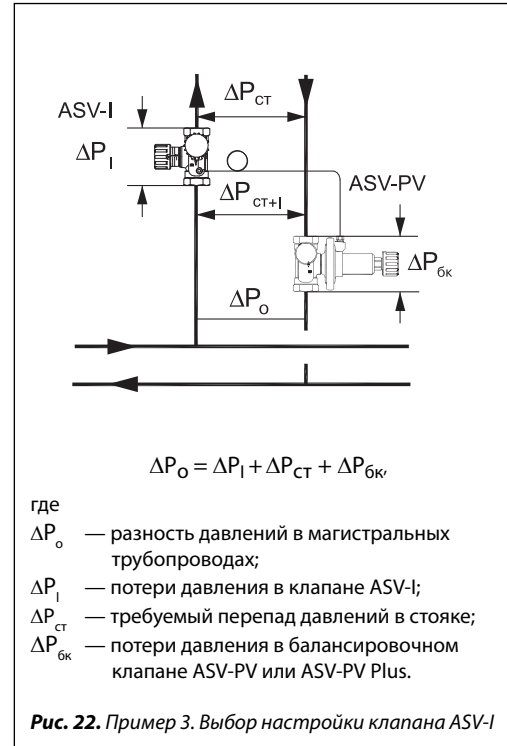 ΔP_ст
ASV-I
ΔP_I
ASV-PV
ΔP_ст+I
ΔP_бк
ΔP_о
ΔP_о = ΔP_I + ΔP_ст + ΔP_бк,
где
ΔP_о — разность давлений в магистральных
трубопроводах;
ΔP_I — потери давления в клапане ASV-I;
ΔP_ст — требуемый перепад давлений в стояке;
ΔP_бк — потери давления в балансировочном
клапане ASV-PV или ASV-PV Plus.
Рис. 22. Пример 3. Выбор настройки клапана ASV-I